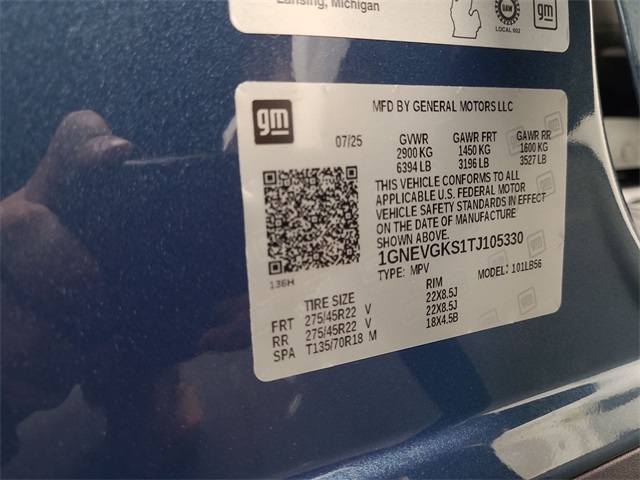 Lansing, Michigan
UAW
LOCAL 602
gm
gm
MFD BY GENERAL MOTORS LLC
07/25
GVWR GAWR FRT GAWR RR
2900 KG 1450 KG 1600 KG
6394 LB 3196 LB 3527 LB
THIS VEHICLE CONFORMS TO ALL
APPLICABLE U.S. FEDERAL MOTOR
VEHICLE SAFETY STANDARDS IN EFFECT
ON THE DATE OF MANUFACTURE
SHOWN ABOVE.
1GNEVGKS1TJ105330
TYPE: MPV MODEL: 101LB56
136H
TIRE SIZE RIM
FRT 275/45R22 V 22X8.5J
RR 275/45R22 V 22X8.5J
SPA T135/70R18 M 18X4.5B